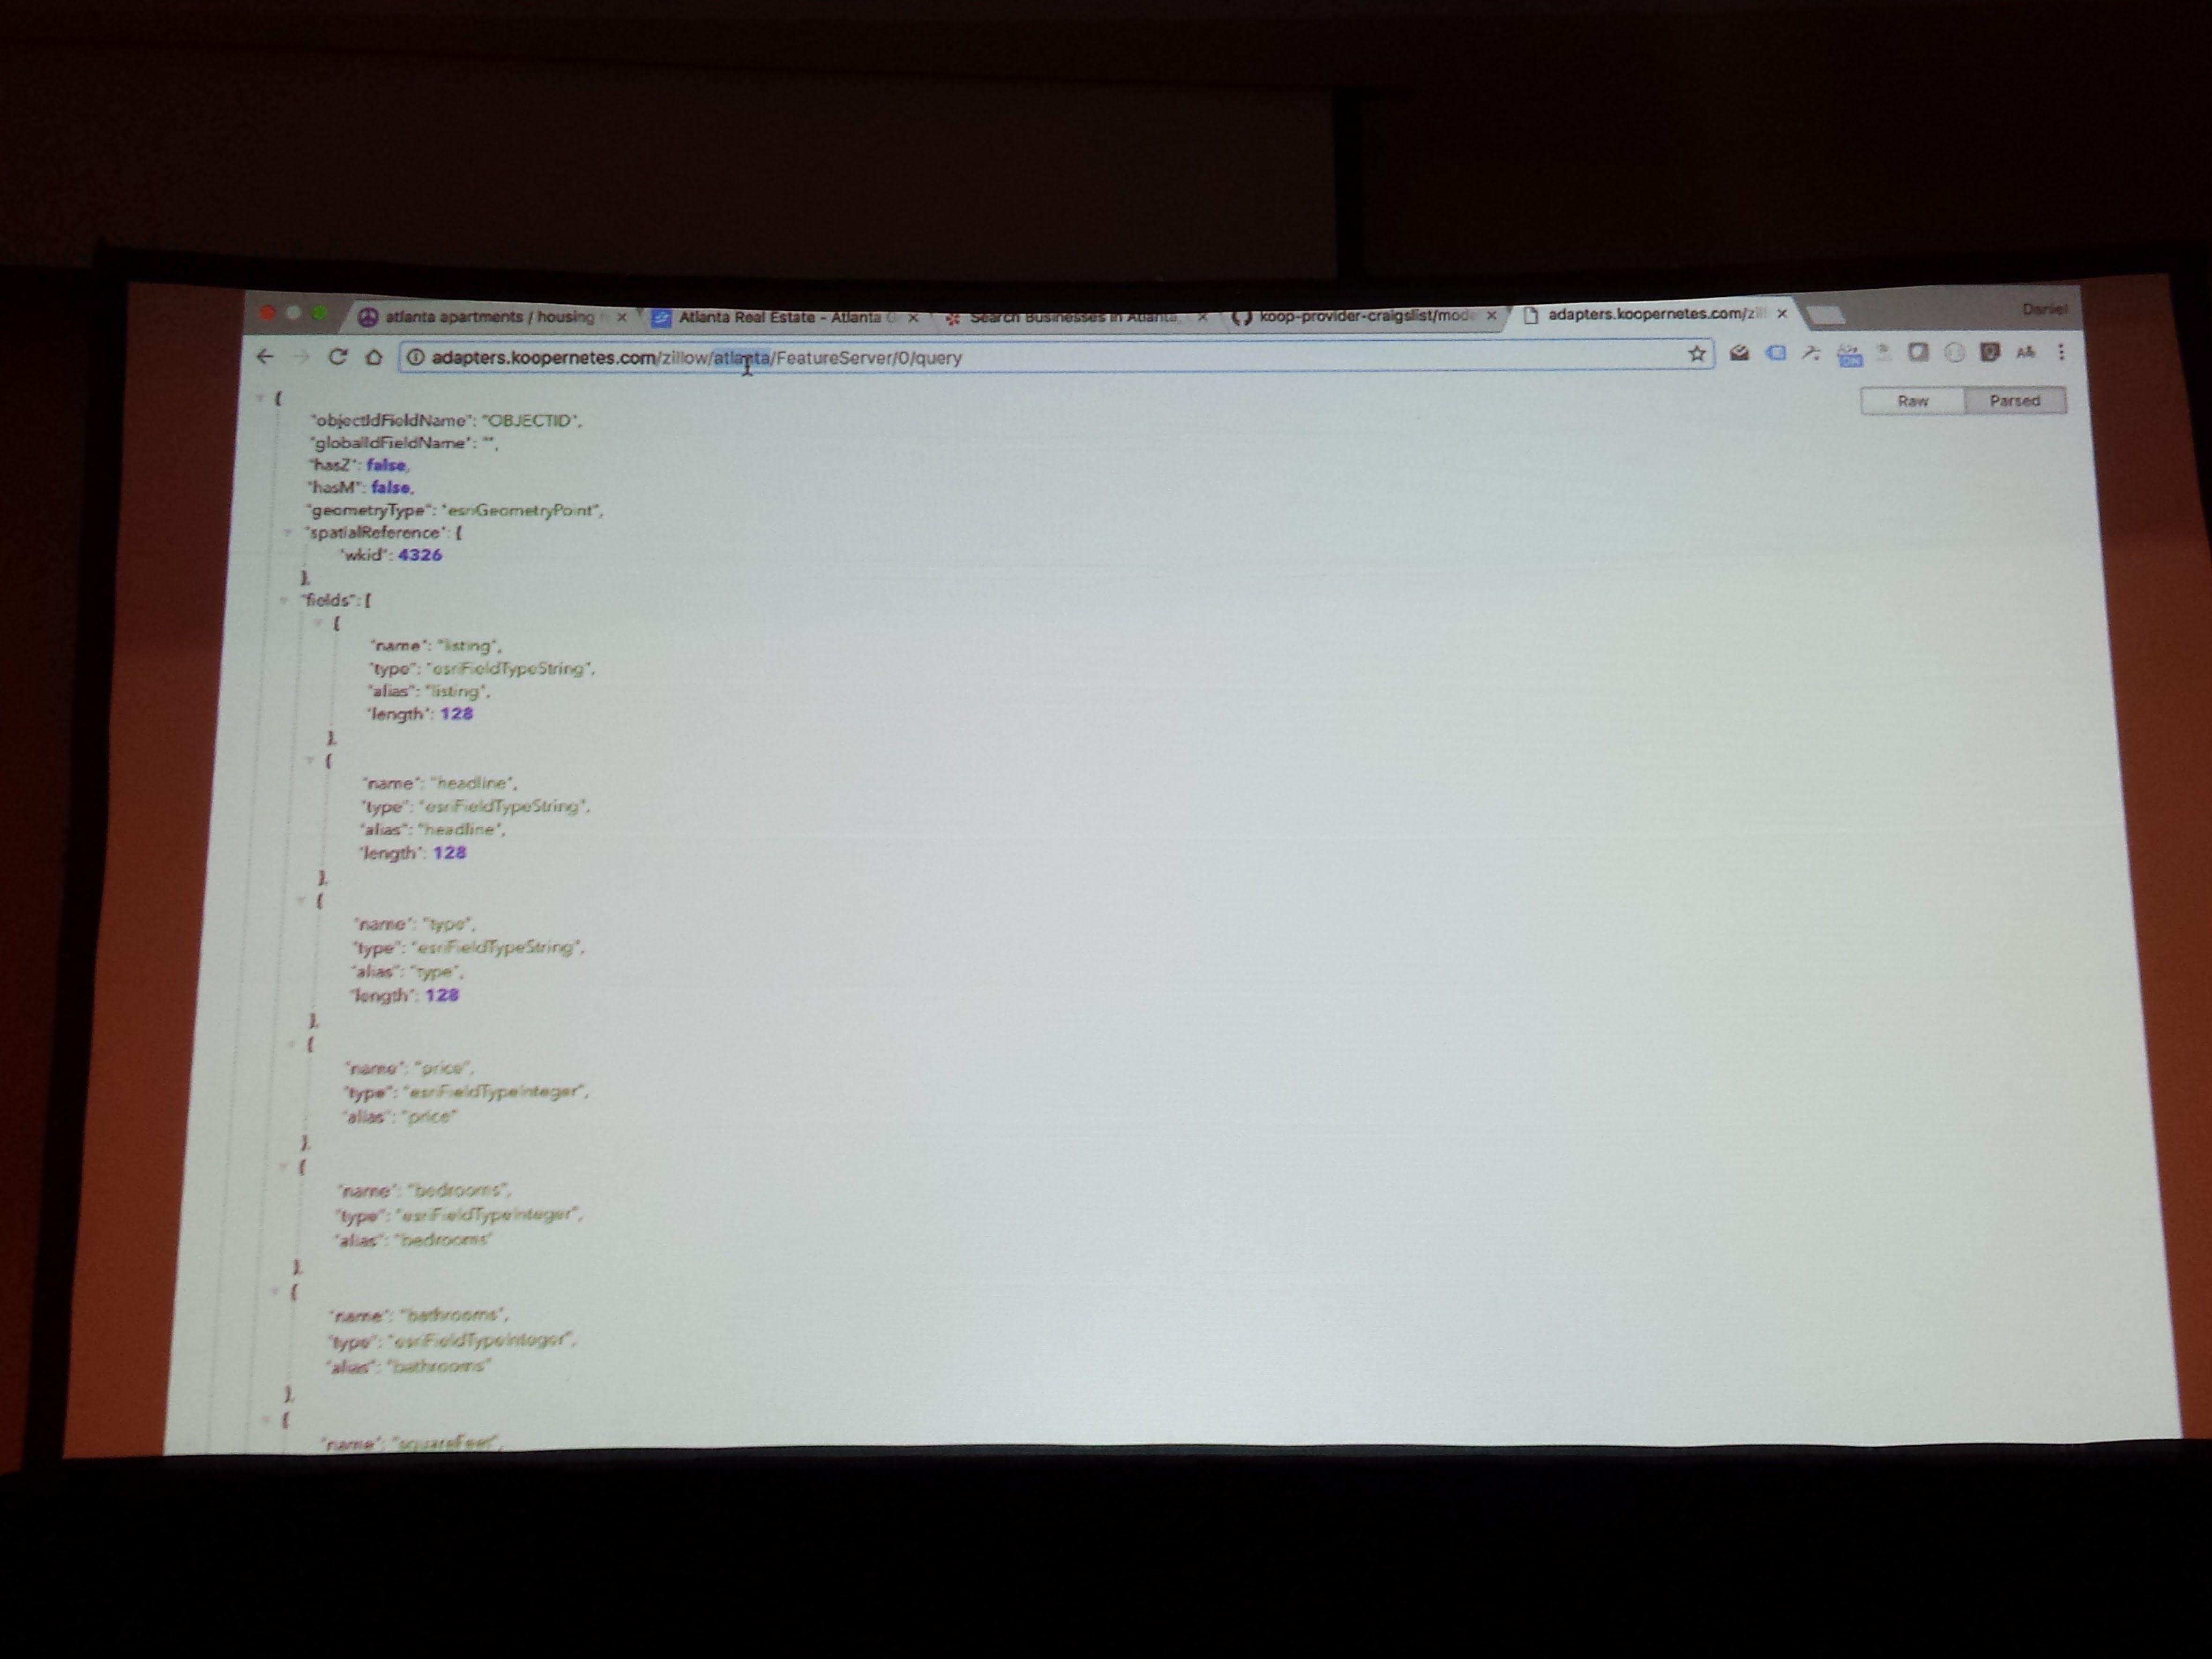 atlanta apartments / housing
Atlanta Real Estate - Atlanta
Search Businesses in Atlanta,
koop-provider-craigslist/mode
adapters.koopernetes.com/zil
Daniel
adapters.koopernetes.com/zillow/atlanta/FeatureServer/0/query
Raw
Parsed
{
"objectIdFieldName": "OBJECTID",
"globalIdFieldName": "",
"hasZ": false,
"hasM": false,
"geometryType": "esriGeometryPoint",
"spatialReference": {
"wkid": 4326
},
"fields": [
{
"name": "listing",
"type": "esriFieldTypeString",
"alias": "listing",
"length": 128
},
{
"name": "headline",
"type": "esriFieldTypeString",
"alias": "headline",
"length": 128
},
{
"name": "type",
"type": "esriFieldTypeString",
"alias": "type",
"length": 128
},
{
"name": "price",
"type": "esriFieldTypeInteger",
"alias": "price"
},
{
"name": "bedrooms",
"type": "esriFieldTypeInteger",
"alias": "bedrooms"
},
{
"name": "bathrooms",
"type": "esriFieldTypeInteger",
"alias": "bathrooms"
},
{
"name": "squareFeet",